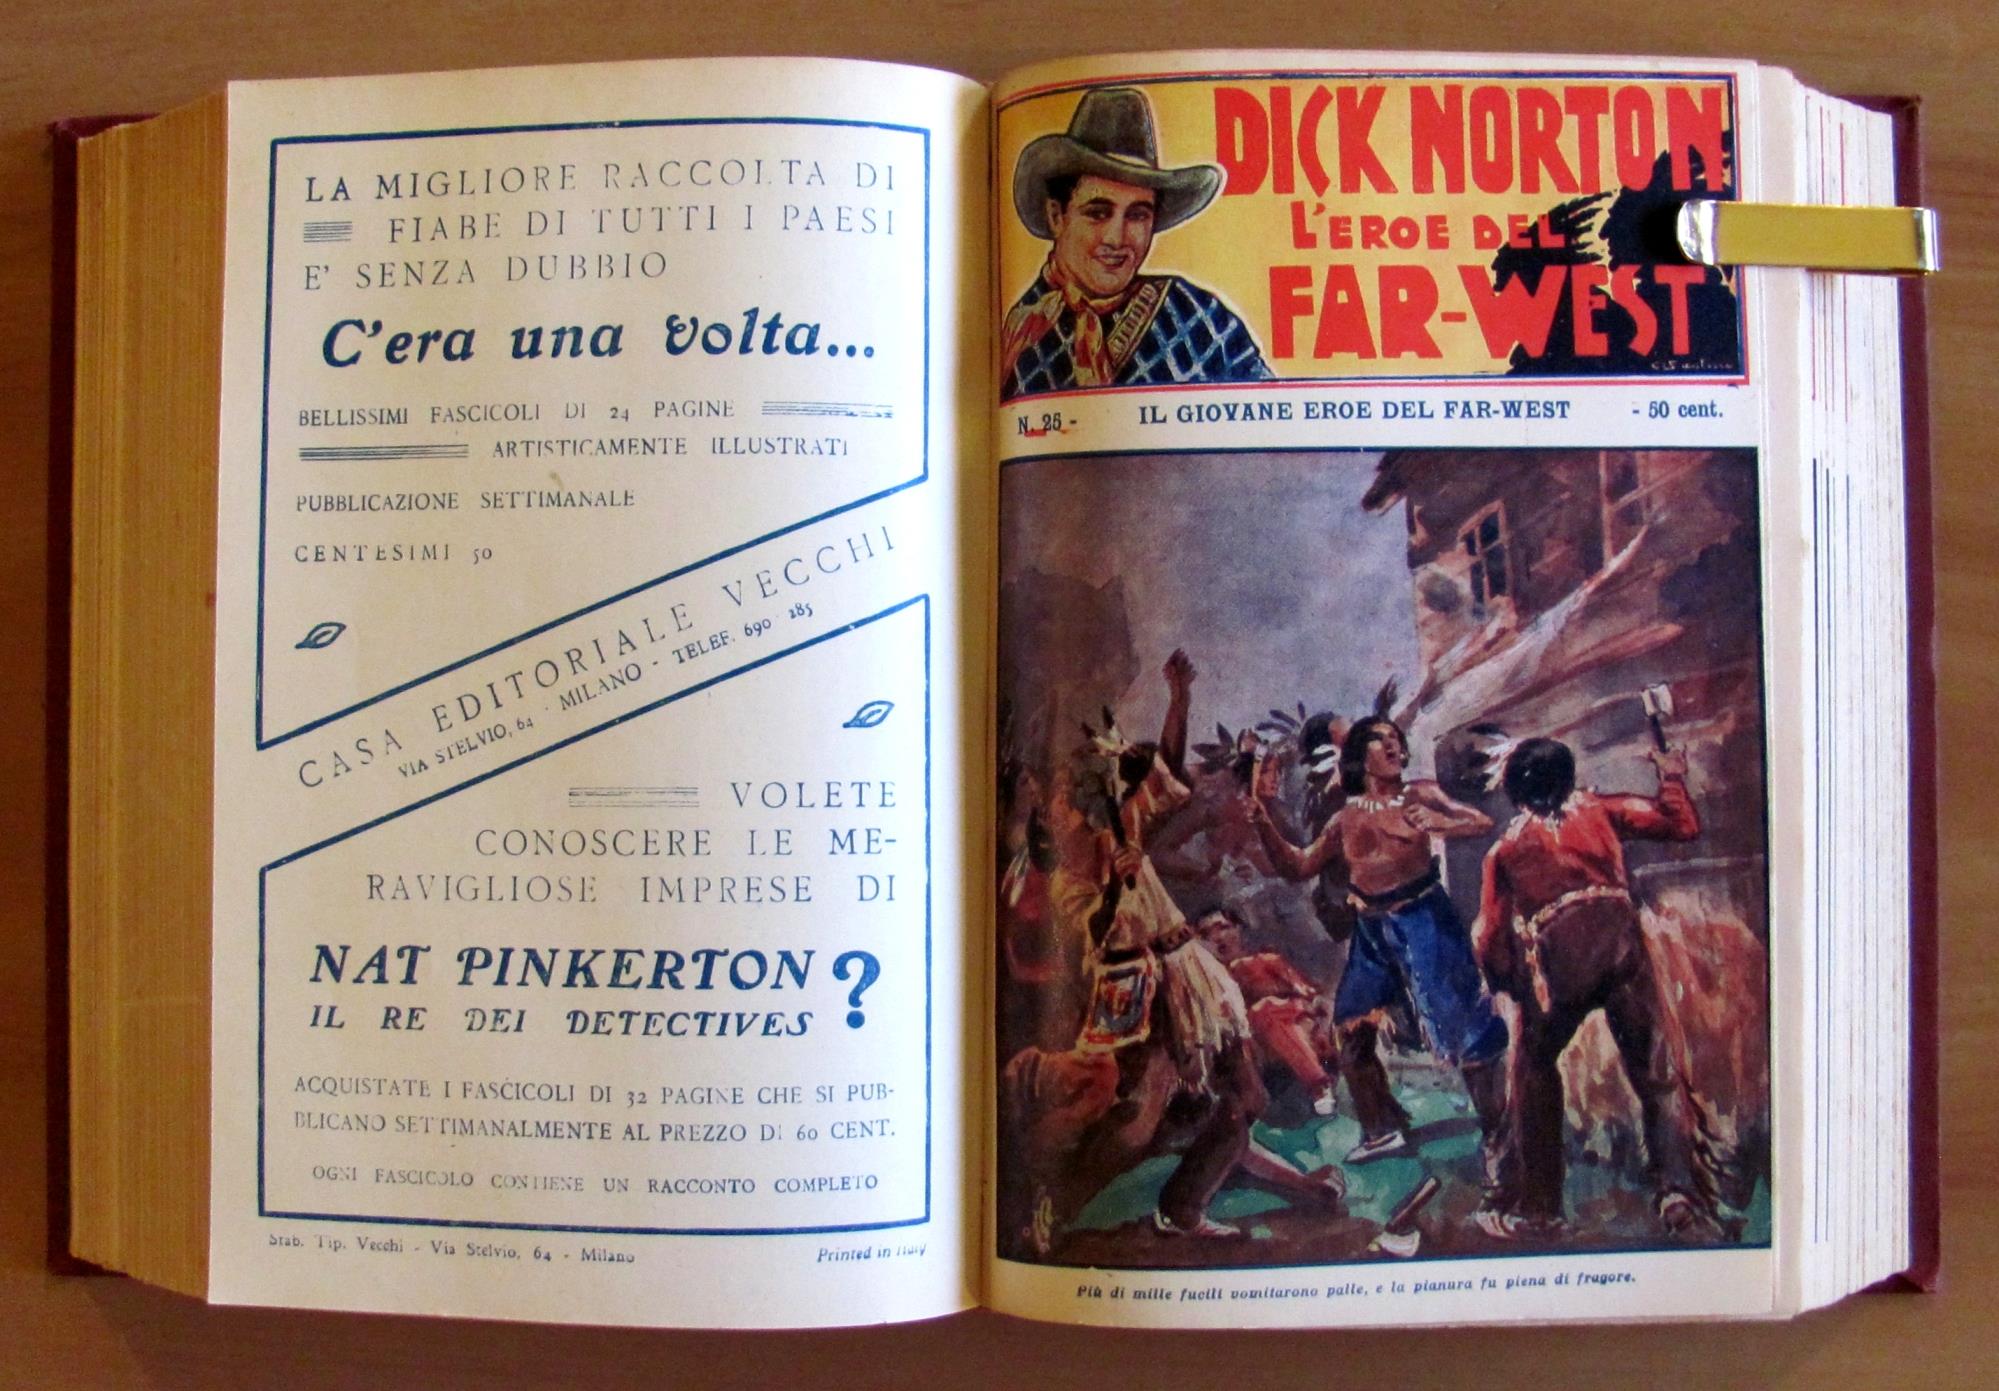 LA MIGLIORE RACCOLTA DI
FIABE DI TUTTI I PAESI
E' SENZA DUBBIO
C'era una volta...
BELLISSIMI FASCICOLI DI 24 PAGINE
ARTISTICAMENTE ILLUSTRATI
PUBBLICAZIONE SETTIMANALE
CENTESIMI 50
CASA EDITORIALE VECCHI
VIA STELVIO, 64 - MILANO - TELEF. 690-285
VOLETE
CONOSCERE LE ME-
RAVIGLIOSE IMPRESE DI
NAT PINKERTON ?
IL RE DEI DETECTIVES
ACQUISTATE I FASCICOLI DI 32 PAGINE CHE SI PUB-
BLICANO SETTIMANALMENTE AL PREZZO DI 60 CENT.
OGNI FASCICOLO CONTIENE UN RACCONTO COMPLETO
Stab. Tip. Vecchi - Via Stelvio, 64 - Milano Printed in Italy
DICK NORTON
L'EROE DEL
FAR-WEST
N. 25 - IL GIOVANE EROE DEL FAR-WEST - 50 cent.
Più di mille fucili vomitarono palle, e la pianura fu piena di fragore.